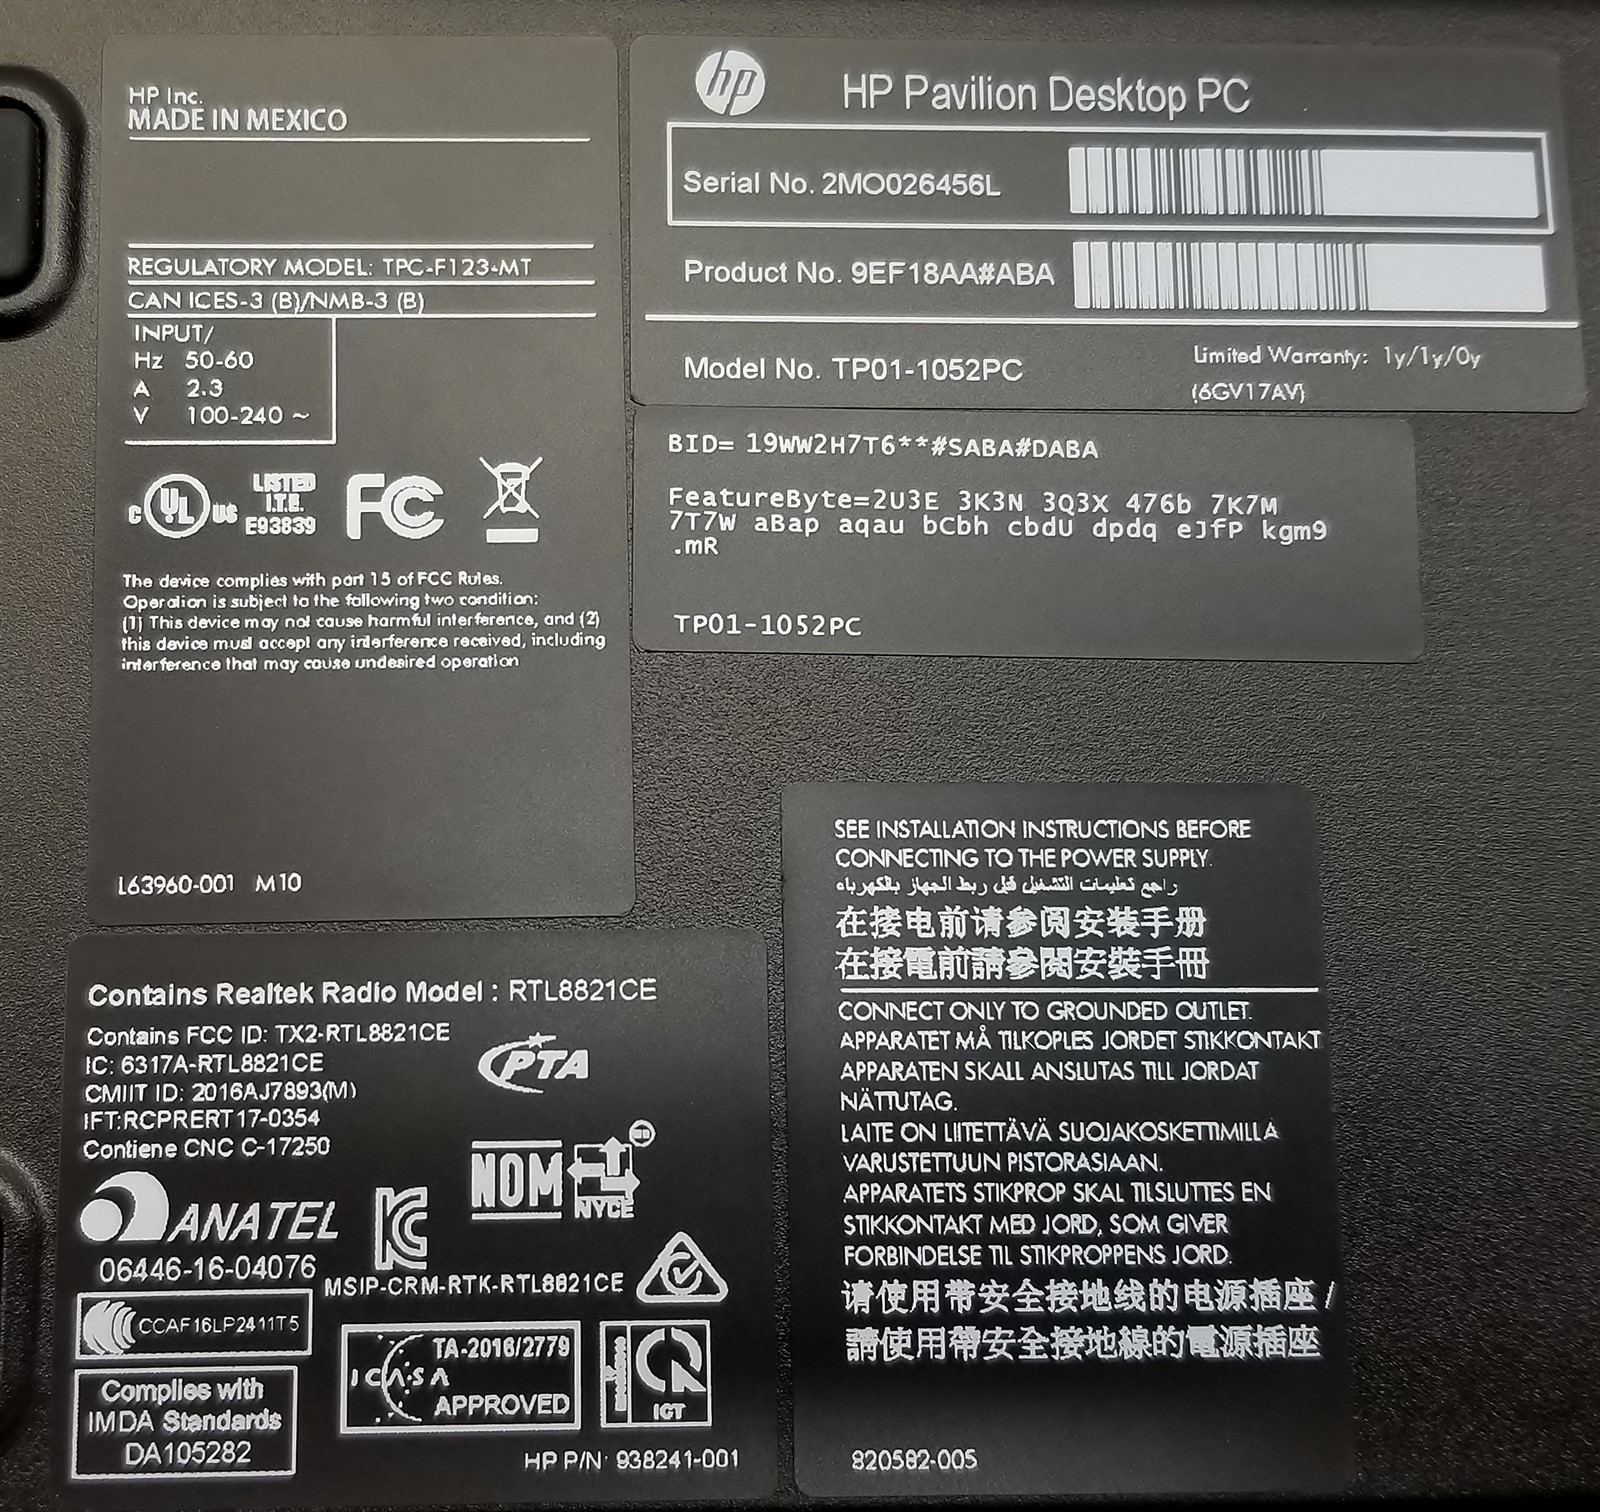 HP Inc.
MADE IN MEXICO
REGULATORY MODEL: TPC-F123-MT
CAN ICES-3 (B)/NMB-3 (B)
INPUT/
Hz 50-60
A 2.3
V 100-240 ~
c UL us LISTED I.T.E. E93839 FC
The device complies with part 15 of FCC Rules.
Operation is subject to the following two condition:
(1) This device may not cause harmful interference, and (2)
this device must accept any interference received, including
interference that may cause undesired operation
L63960-001 M10
hp HP Pavilion Desktop PC
Serial No. 2MO026456L
Product No. 9EF18AA#ABA
Model No. TP01-1052PC
Limited Warranty: 1y/1y/0y
(6GV17AV)
BID= 19WW2H7T6**#SABA#DABA
FeatureByte=2U3E 3K3N 3Q3X 476b 7K7M
7T7W aBap aqau bCbh cbdU dpdq eJfP kgm9
.mR
TP01-1052PC
Contains Realtek Radio Model : RTL8821CE
Contains FCC ID: TX2-RTL8821CE
IC: 6317A-RTL8821CE
CMIIT ID: 2016AJ7893(M)
IFT:RCPRERT17-0354
Contiene CNC C-17250
PTA
NOM NYCE
ANATEL
06446-16-04076
MSIP-CRM-RTK-RTL8821CE
CCAF16LP2411T5
Complies with
IMDA Standards
DA105282
ICASA
TA-2016/2779
APPROVED
ICT
HP P/N: 938241-001
SEE INSTALLATION INSTRUCTIONS BEFORE
CONNECTING TO THE POWER SUPPLY.
راجع تعليمات التشغيل قبل ربط الجهاز بالكهرباء
在接电前请参阅安装手册
在接電前請參閱安裝手冊
CONNECT ONLY TO GROUNDED OUTLET.
APPARATET MÅ TILKOPLES JORDET STIKKONTAKT
APPARATEN SKALL ANSLUTAS TILL JORDAT
NÄTTUTAG.
LAITE ON LIITETTÄVÄ SUOJAKOSKETTIMILLA
VARUSTETTUUN PISTORASIAAN.
APPARATETS STIKPROP SKAL TILSLUTTES EN
STIKKONTAKT MED JORD, SOM GIVER
FORBINDELSE TIL STIKPROPPENS JORD.
请使用带安全接地线的电源插座/
請使用帶安全接地線的電源插座
820582-005